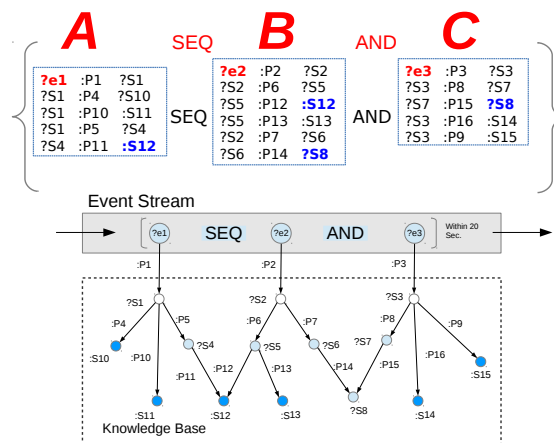 A SEQ B AND C
?e1 :P1 ?S1
?S1 :P4 ?S10
?S1 :P10 :S11
?S1 :P5 ?S4
?S4 :P11 :S12
SEQ
?e2 :P2 ?S2
?S2 :P6 ?S5
?S5 :P12 :S12
?S5 :P13 :S13
?S2 :P7 ?S6
?S6 :P14 ?S8
AND
?e3 :P3 ?S3
?S3 :P8 ?S7
?S7 :P15 ?S8
?S3 :P16 :S14
?S3 :P9 :S15
Event Stream
?e1 SEQ ?e2 AND ?e3 Within 20
Sec.
:P1 :P2 :P3
?S1 ?S2 ?S3
:P4 :P5 :P6 :P7 :P8 :P9
:S10 :P10 ?S4 ?S5 ?S6 ?S7 :P16 :S15
:P11 :P12 :P13 :P14 :P15
:S11 :S12 :S13 ?S8 :S14
Knowledge Base